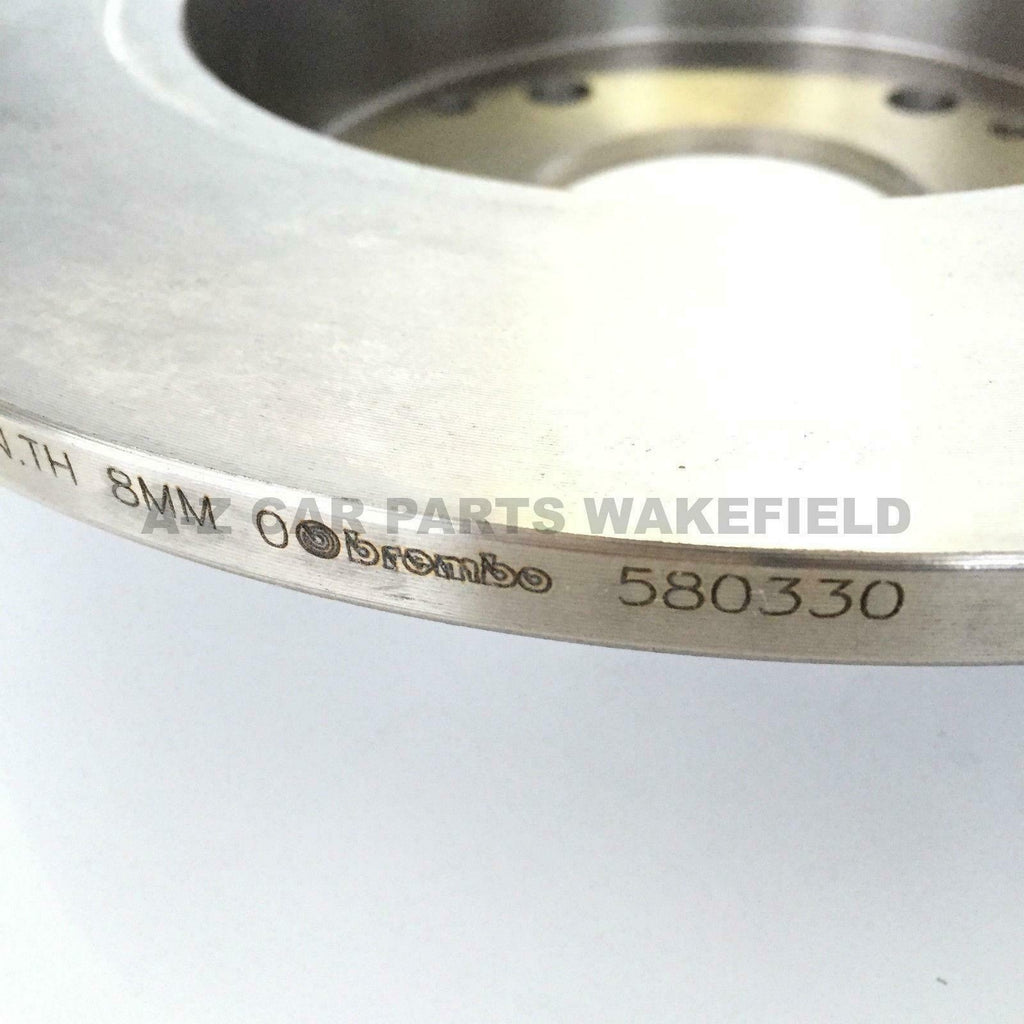 N.TH 8MM 0 brembo 580330
A-Z CAR PARTS WAKEFIELD